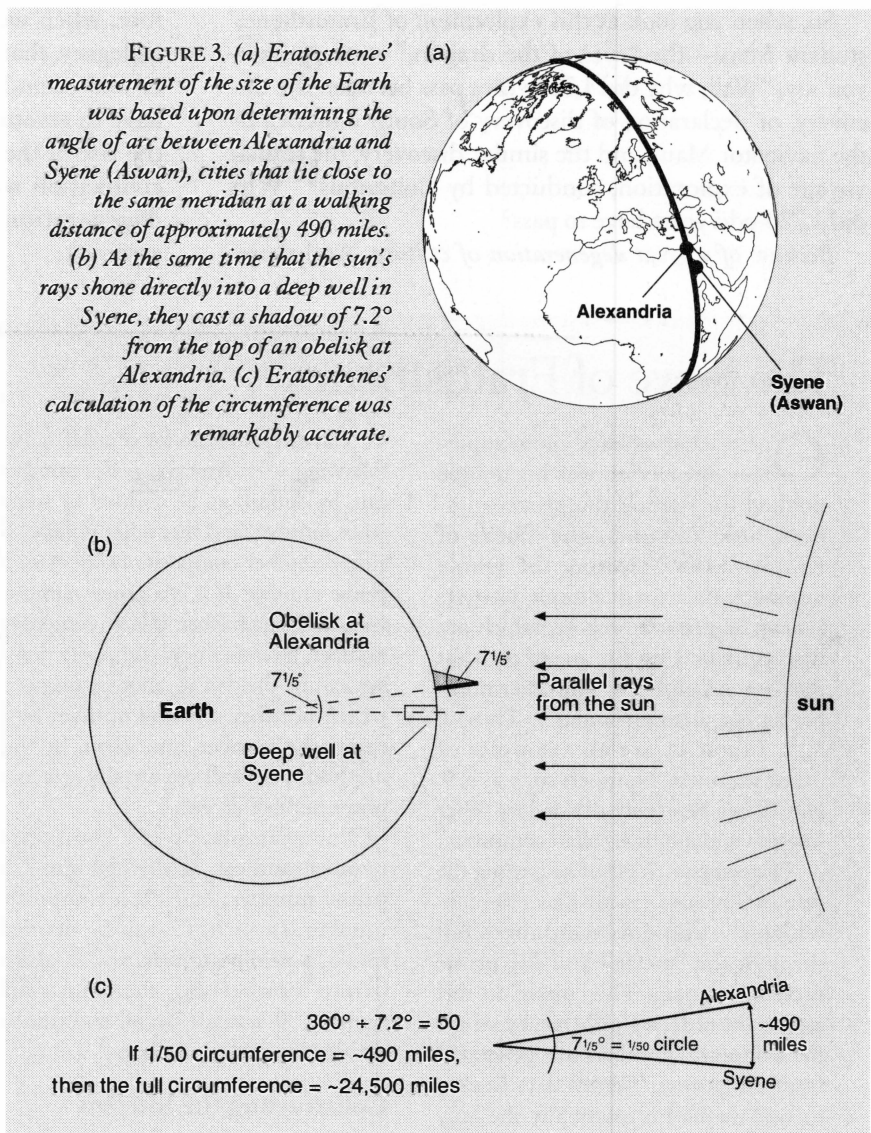 FIGURE 3. (a) Eratosthenes'
measurement of the size of the Earth
was based upon determining the
angle of arc between Alexandria and
Syene (Aswan), cities that lie close to
the same meridian at a walking
distance of approximately 490 miles.
(b) At the same time that the sun's
rays shone directly into a deep well in
Syene, they cast a shadow of 7.2°
from the top of an obelisk at
Alexandria. (c) Eratosthenes'
calculation of the circumference was
remarkably accurate.
(a)
Alexandria
Syene
(Aswan)
(b)
Obelisk at
Alexandria
7 1/5°
7 1/5°
Earth
Deep well at
Syene
Parallel rays
from the sun
sun
(c)
360° ÷ 7.2° = 50
If 1/50 circumference = ~490 miles,
then the full circumference = ~24,500 miles
Alexandria
7 1/5° = 1/50 circle
~490
miles
Syene